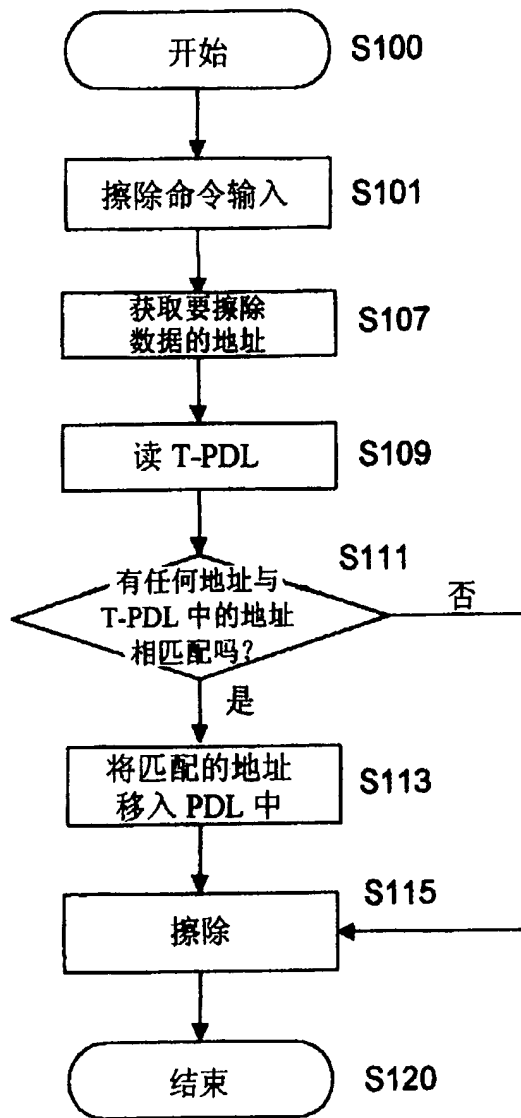 开始
S100
擦除命令输入
S101
获取要擦除
数据的地址
S107
读 T-PDL
S109
S111
有任何地址与
T-PDL 中的地址
相匹配吗?
否
是
将匹配的地址
移入 PDL 中
S113
S115
擦除
结束
S120